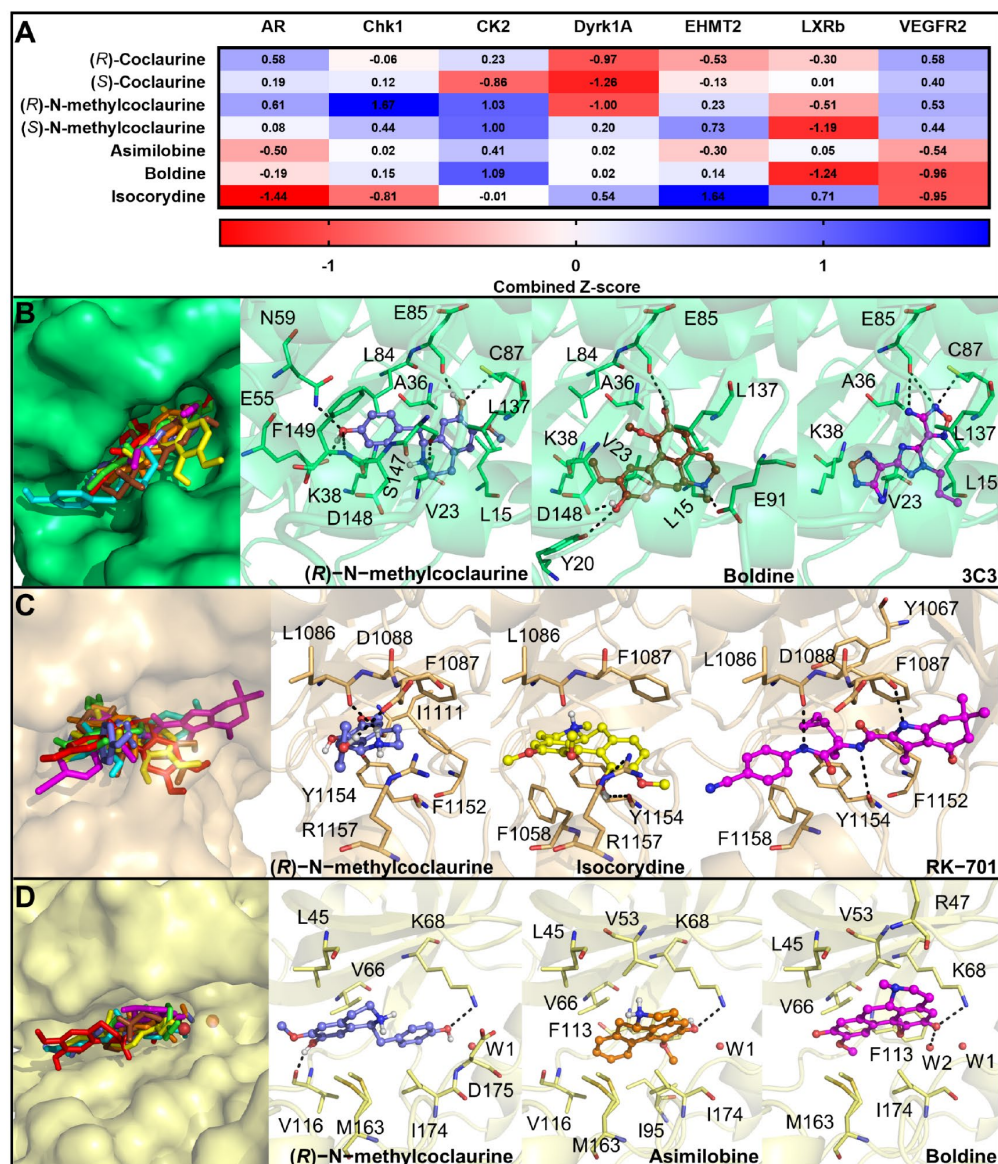 A
AR Chk1 CK2 Dyrk1A EHMT2 LXRb VEGFR2
(R)-Coclaurine 0.58 -0.06 0.23 -0.97 -0.53 -0.30 0.58
(S)-Coclaurine 0.19 0.12 -0.86 -1.26 -0.13 0.01 0.40
(R)-N-methylcoclaurine 0.61 1.67 1.03 -1.00 0.23 -0.51 0.53
(S)-N-methylcoclaurine 0.08 0.44 1.00 0.20 0.73 -1.19 0.44
Asimilobine -0.50 0.02 0.41 0.02 -0.30 0.05 -0.54
Boldine -0.19 0.15 1.09 0.02 0.14 -1.24 -0.96
Isocorydine -1.44 -0.81 -0.01 0.54 1.64 0.71 -0.95
-1 0 1
Combined Z-score
B
N59
E85
L84
C87
A36
E55
F149
L137
S147
K38
D148
V23
L15
(R)−N−methylcoclaurine
E85
L84
A36
L137
K38
V23
D148
L15
E91
Y20
Boldine
E85
C87
A36
K38
L137
V23
L15
3C3
C
L1086
D1088
F1087
I1111
Y1154
F1152
R1157
(R)−N−methylcoclaurine
L1086
F1087
F1058
Y1154
R1157
Isocorydine
Y1067
L1086
D1088
F1087
F1152
Y1154
F1158
RK−701
D
L45
K68
V66
W1
D175
V116
M163
I174
(R)−N−methylcoclaurine
V53
L45
K68
V66
F113
W1
V116
M163
I95
I174
Asimilobine
V53
R47
L45
K68
V66
F113
W2
W1
M163
I174
Boldine